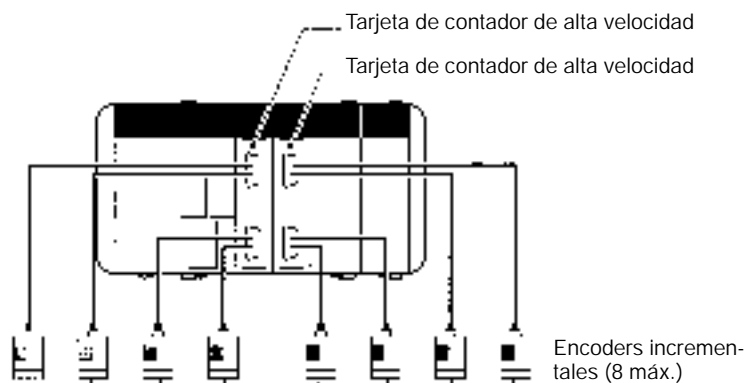 Tarjeta de contador de alta velocidad
Tarjeta de contador de alta velocidad
Encoders incremen-
tales (8 máx.)